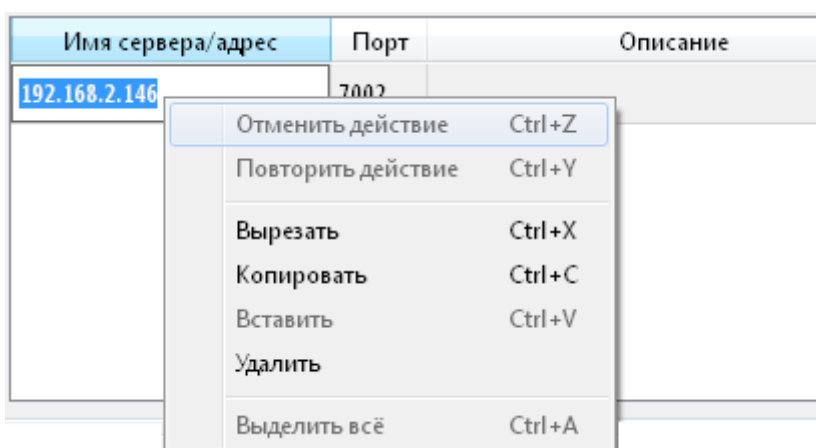 Имя сервера/адрес Порт Описание
192.168.2.146 7002
Отменить действие Ctrl+Z
Повторить действие Ctrl+Y
Вырезать Ctrl+X
Копировать Ctrl+C
Вставить Ctrl+V
Удалить
Выделить всё Ctrl+A